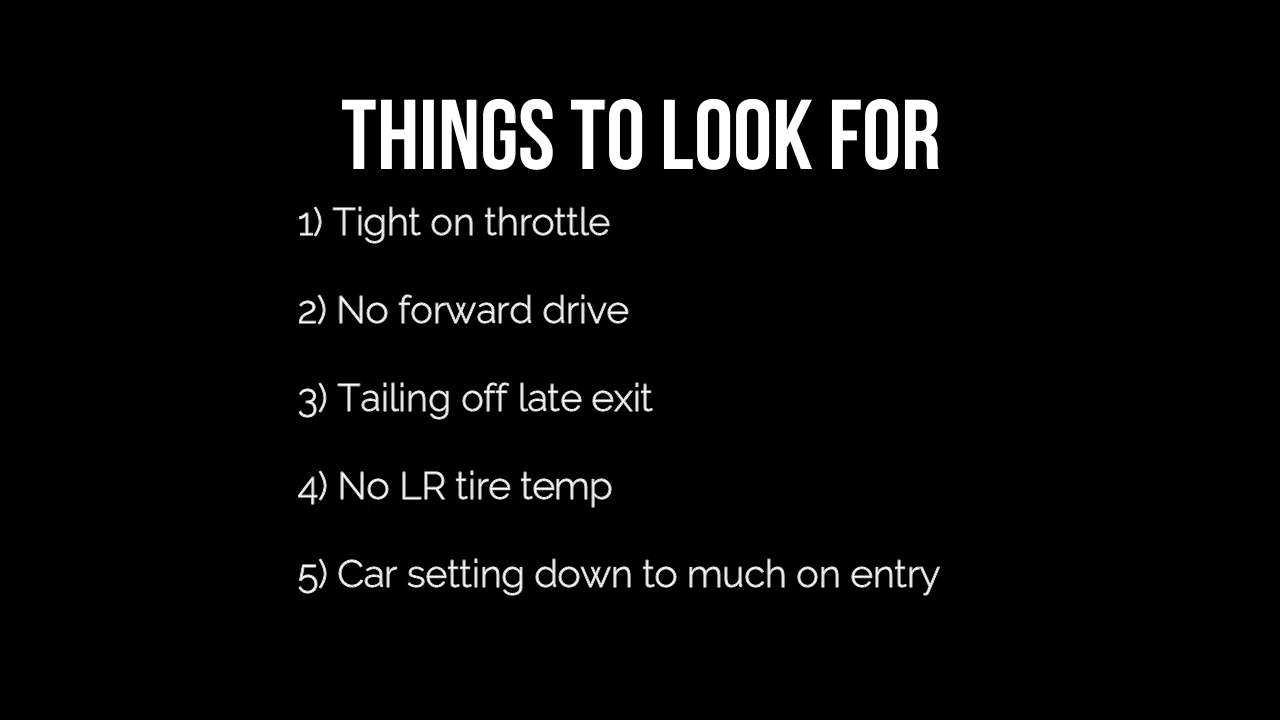 THINGS TO LOOK FOR
1) Tight on throttle
2) No forward drive
3) Tailing off late exit
4) No LR tire temp
5) Car setting down to much on entry